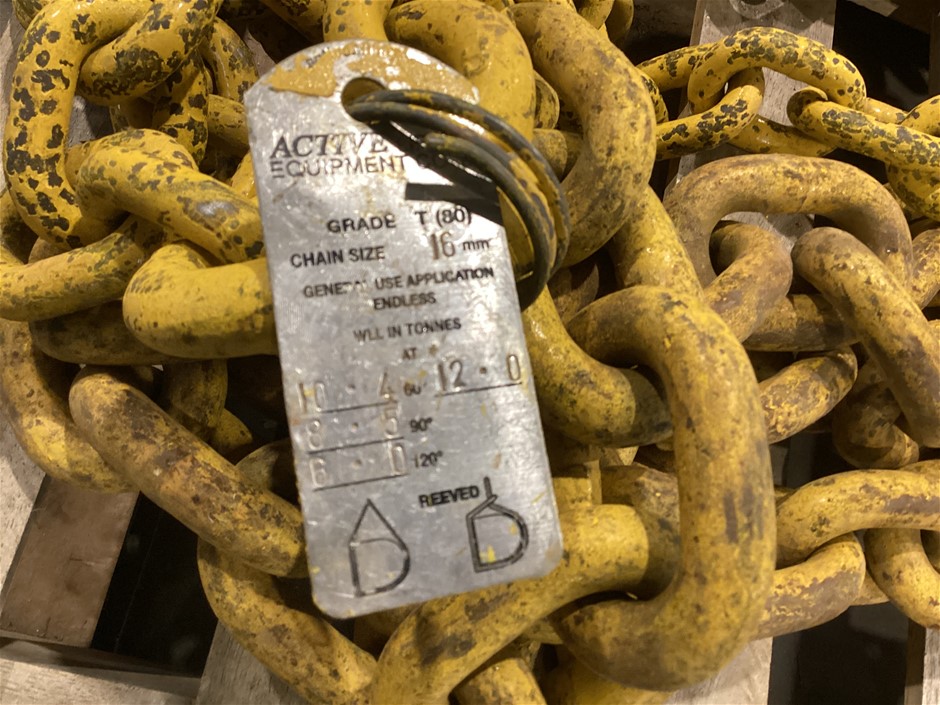 ACTIVE
EQUIPMENT
GRADE T (80)
CHAIN SIZE 16 mm
GENERAL USE APPLICATION
ENDLESS
WLL IN TONNES
AT
10 . 4 60° 12 . 0
8 . 5 90°
6 . 0 120°
REEVED